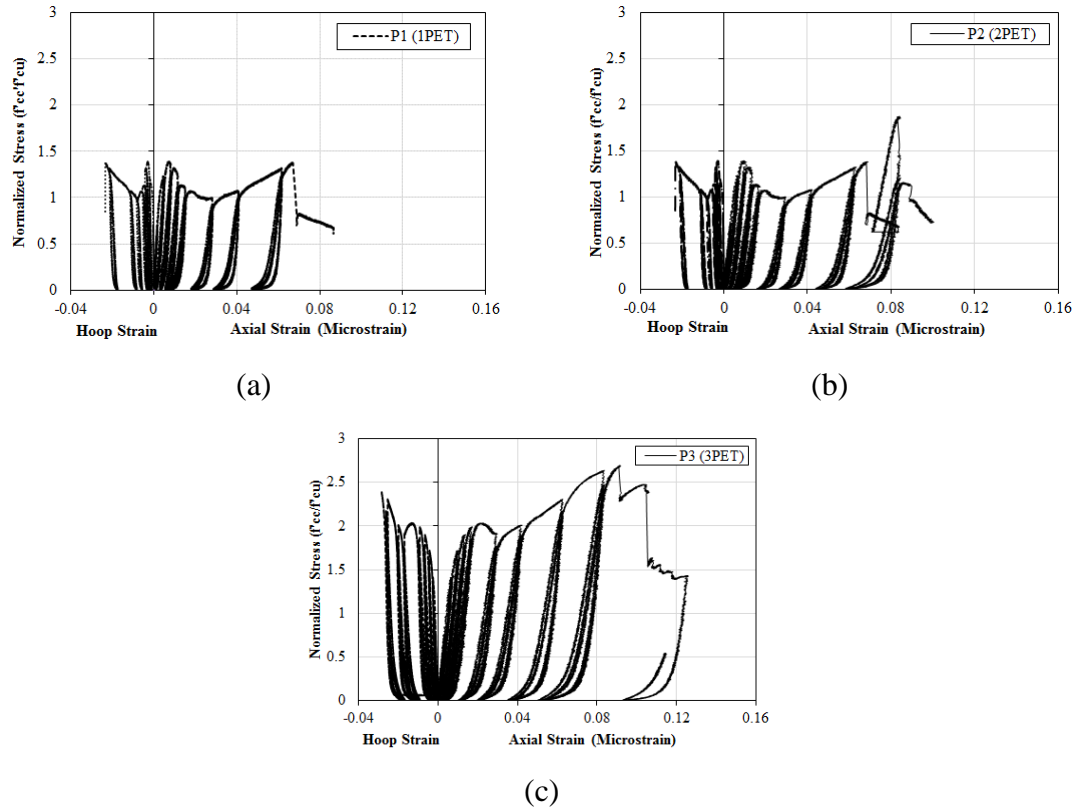 P1 (1PET)
3
2.5
2
1.5
1
0.5
0
Normalized Stress (f'cc/f'cu)
-0.04 0 0.04 0.08 0.12 0.16
Hoop Strain Axial Strain (Microstrain)
(a)
P2 (2PET)
3
2.5
2
1.5
1
0.5
0
Normalized Stress (f'cc/f'cu)
-0.04 0 0.04 0.08 0.12 0.16
Hoop Strain Axial Strain (Microstrain)
(b)
P3 (3PET)
3
2.5
2
1.5
1
0.5
0
Normalized Stress (f'cc/f'cu)
-0.04 0 0.04 0.08 0.12 0.16
Hoop Strain Axial Strain (Microstrain)
(c)